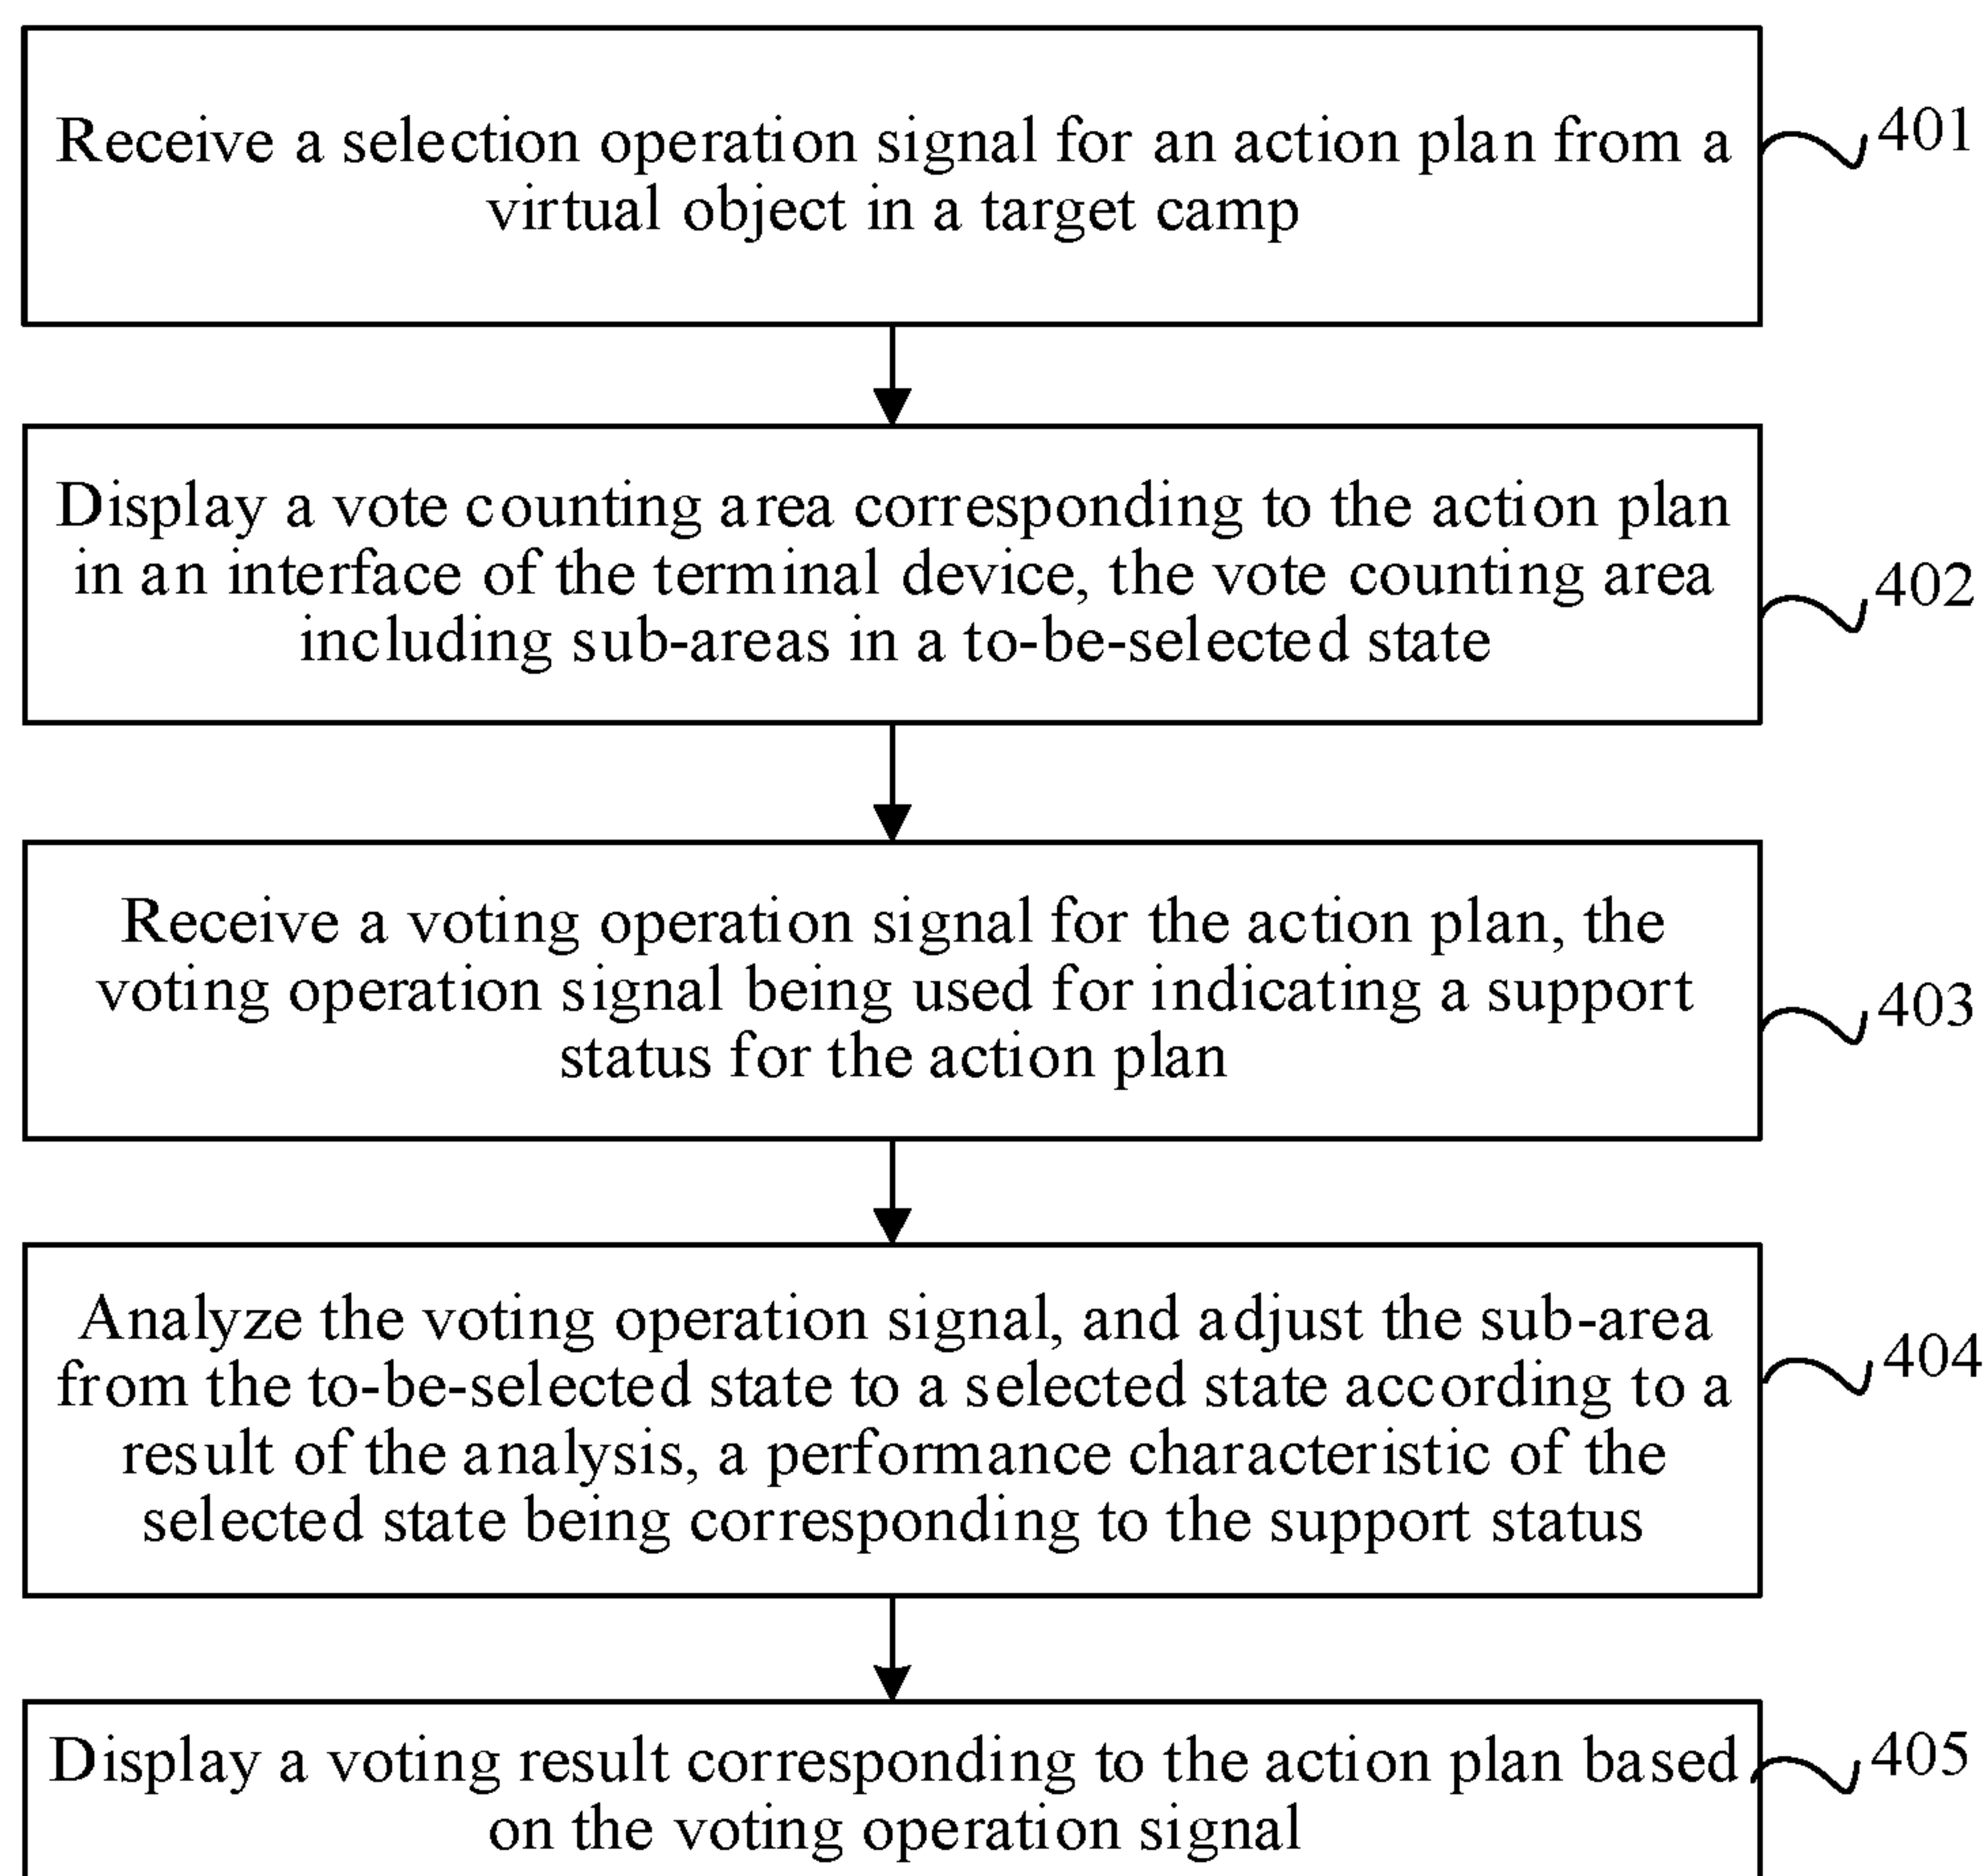 Receive a selection operation signal for an action plan from a
virtual object in a target camp
401
Display a vote counting area corresponding to the action plan
in an interface of the terminal device, the vote counting area
including sub-areas in a to-be-selected state
402
Receive a voting operation signal for the action plan, the
voting operation signal being used for indicating a support
status for the action plan
403
Analyze the voting operation signal, and adjust the sub-area
from the to-be-selected state to a selected state according to a
result of the analysis, a performance characteristic of the
selected state being corresponding to the support status
404
Display a voting result corresponding to the action plan based
on the voting operation signal
405